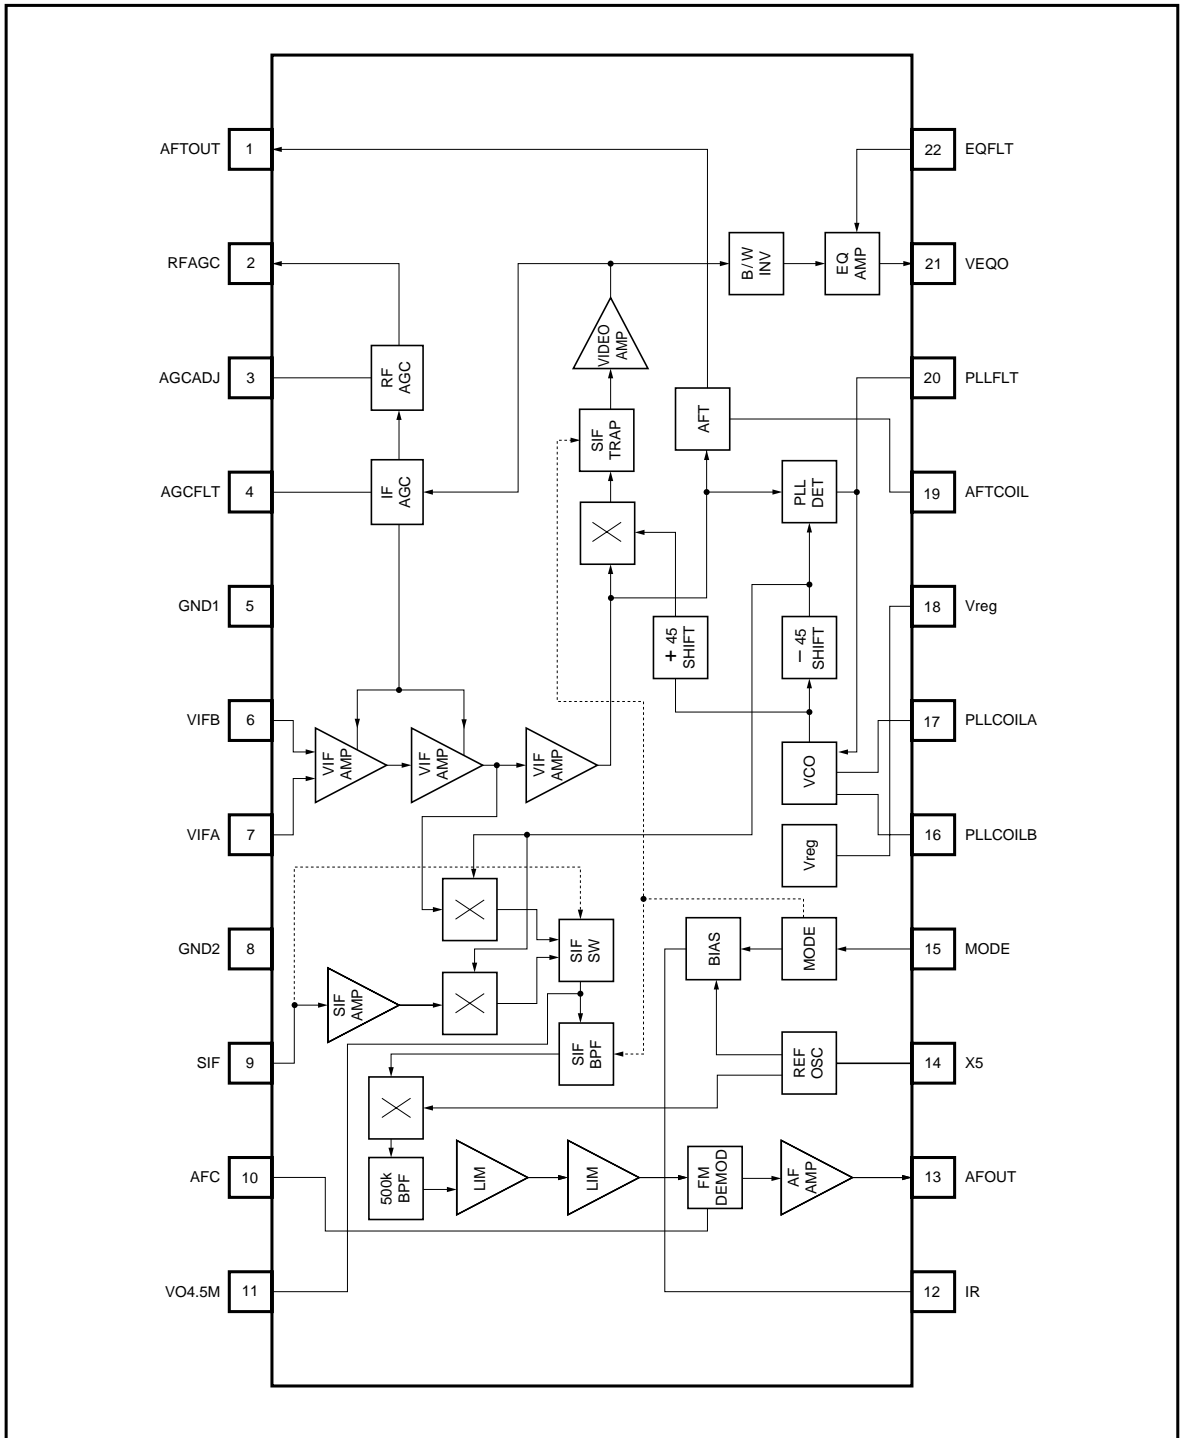 AFTOUT
1
RFAGC
2
AGCADJ
3
AGCFLT
4
GND1
5
VIFB
6
VIFA
7
GND2
8
SIF
9
AFC
10
VO4.5M
11
22
EQFLT
21
VEQO
20
PLLFLT
19
AFTCOIL
18
Vreg
17
PLLCOILA
16
PLLCOILB
15
MODE
14
X5
13
AFOUT
12
IR
B/W
INV
EQ
AMP
VIDEO
AMP
RF
AGC
AFT
SIF
TRAP
IF
AGC
PLL
DET
+ 45
SHIFT
− 45
SHIFT
VIF
AMP
VIF
AMP
VIF
AMP
VCO
Vreg
SIF
SW
BIAS
MODE
SIF
AMP
SIF
BPF
REF
OSC
500k
BPF
LIM
LIM
FM
DEMOD
AF
AMP